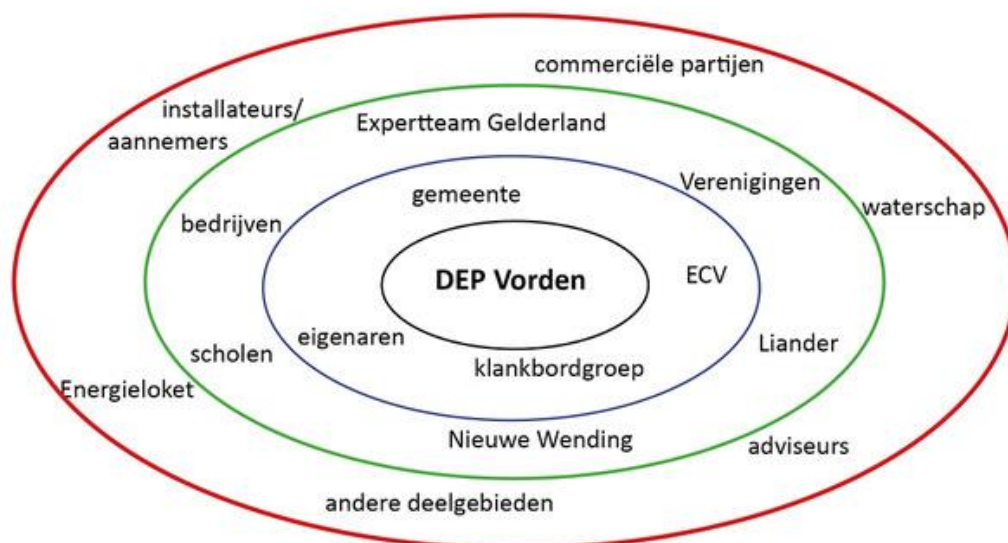 commerciële partijen
installateurs/
aannemers
Expertteam Gelderland
Verenigingen
gemeente
waterschap
bedrijven
DEP Vorden
ECV
eigenaren
Liander
scholen
klankbordgroep
Energieloket
Nieuwe Wending
adviseurs
andere deelgebieden